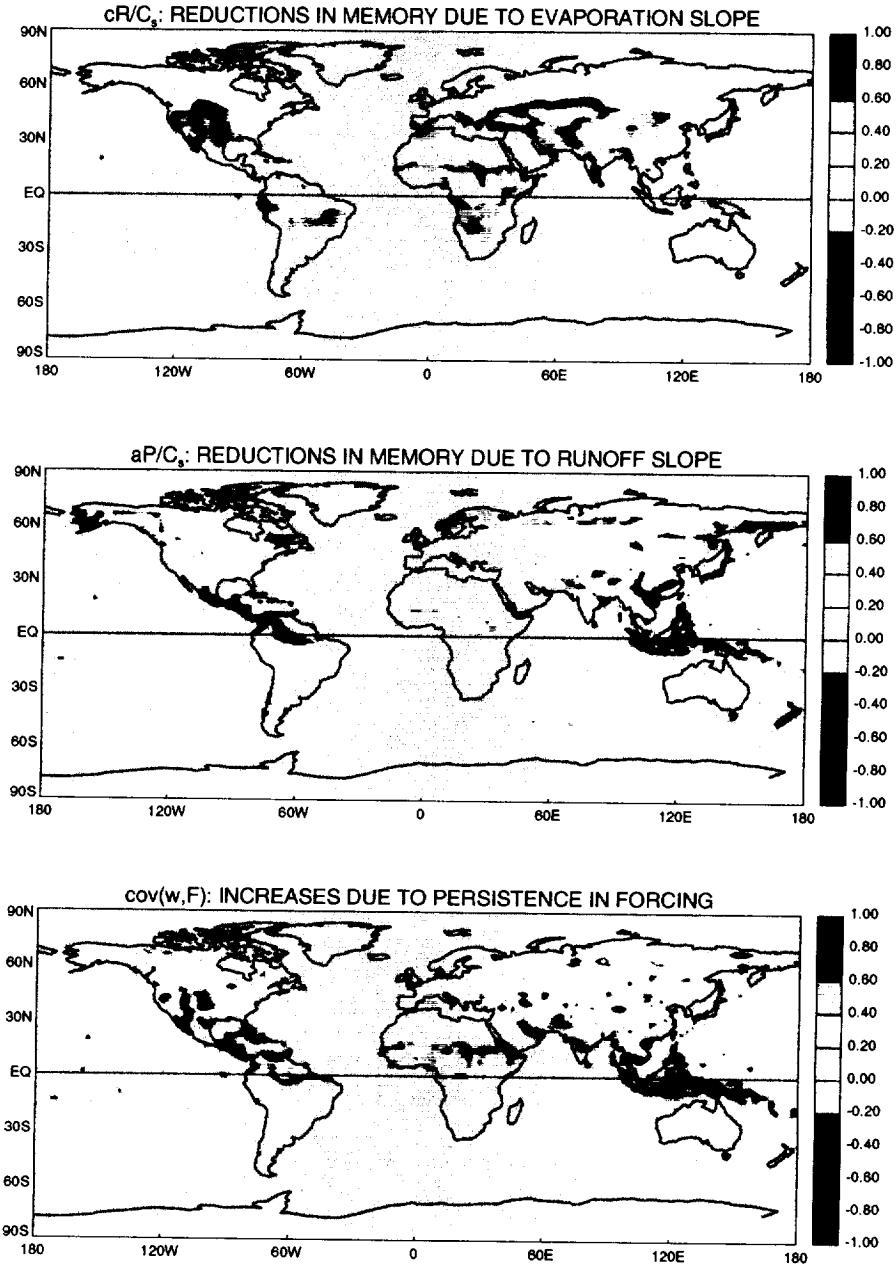 cR/Cs: REDUCTIONS IN MEMORY DUE TO EVAPORATION SLOPE
90N
60N
30N
EQ
30S
60S
90S
180 120W 60W 0 60E 120E 180
1.00
0.80
0.60
0.40
0.20
0.00
-0.20
-0.40
-0.60
-0.80
-1.00
aP/Cs: REDUCTIONS IN MEMORY DUE TO RUNOFF SLOPE
90N
60N
30N
EQ
30S
60S
90S
180 120W 60W 0 60E 120E 180
1.00
0.80
0.60
0.40
0.20
0.00
-0.20
-0.40
-0.60
-0.80
-1.00
cov(w,F): INCREASES DUE TO PERSISTENCE IN FORCING
90N
60N
30N
EQ
30S
60S
90S
180 120W 60W 0 60E 120E 180
1.00
0.80
0.60
0.40
0.20
0.00
-0.20
-0.40
-0.60
-0.80
-1.00